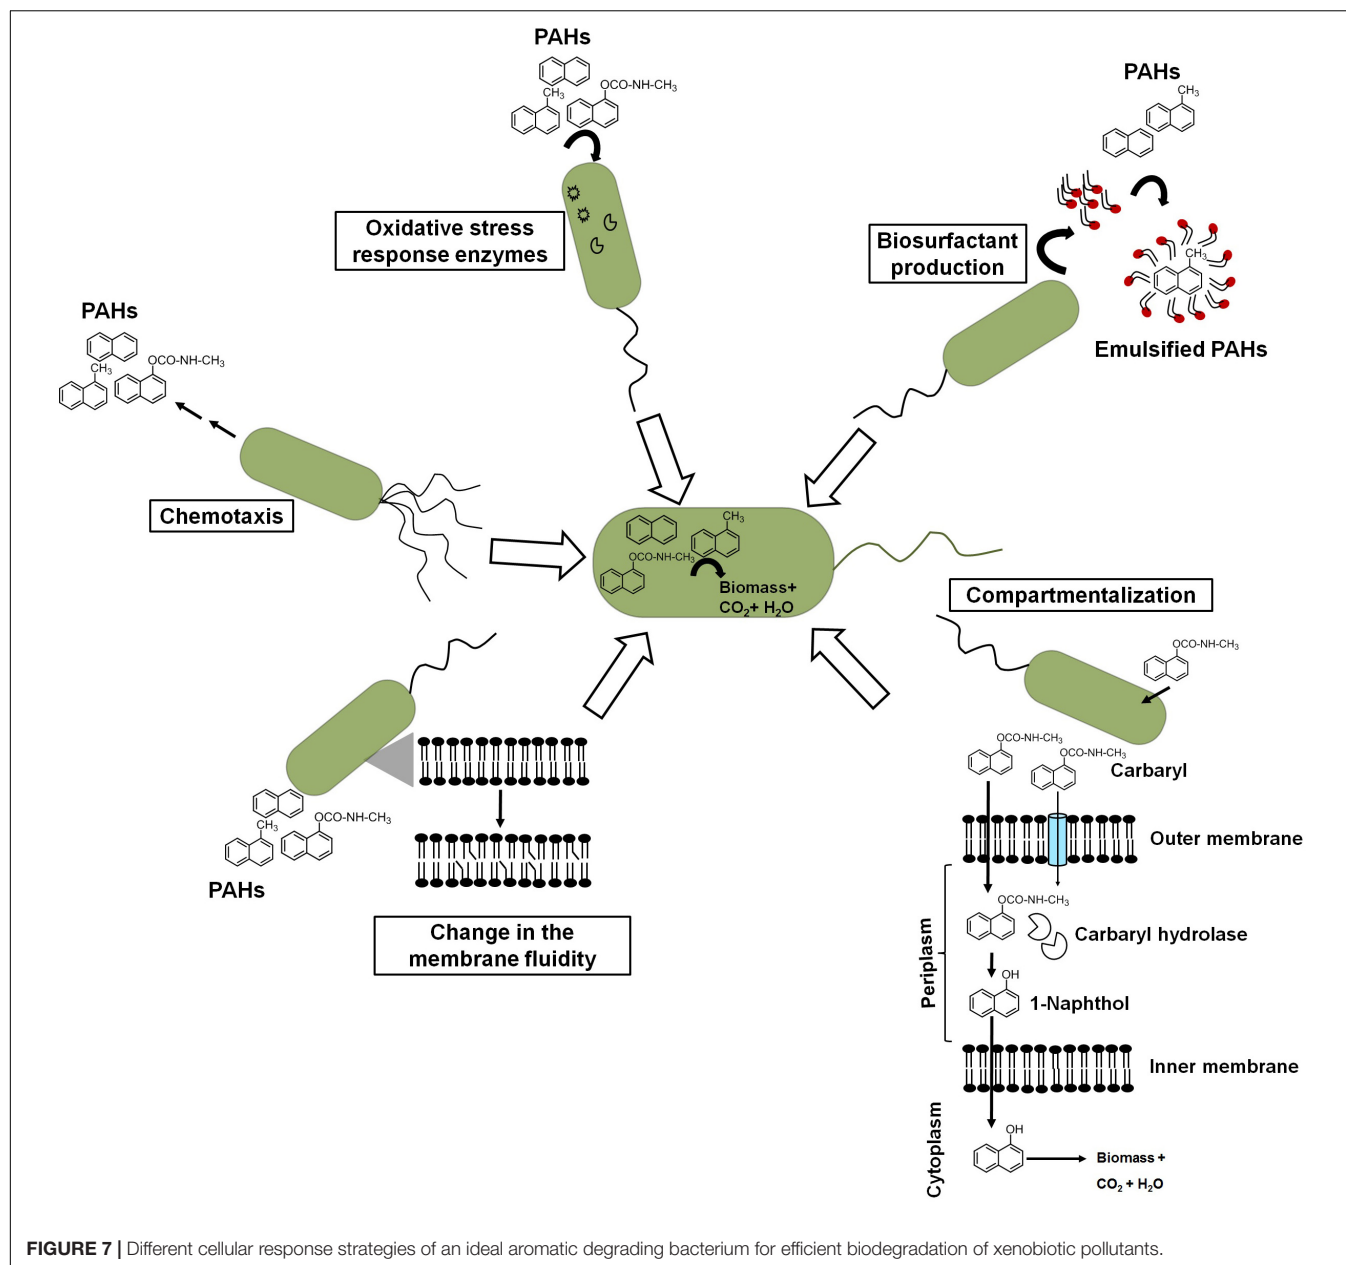 PAHs
CH3
OCO-NH-CH3
Oxidative stress
response enzymes
PAHs
CH3
Biosurfactant
production
CH3
Emulsified PAHs
PAHs
CH3
OCO-NH-CH3
Chemotaxis
CH3
OCO-NH-CH3
Biomass+
CO2+ H2O
Compartmentalization
OCO-NH-CH3
OCO-NH-CH3
OCO-NH-CH3
Carbaryl
Outer membrane
Periplasm
OCO-NH-CH3
Carbaryl hydrolase
OH
1-Naphthol
Inner membrane
Cytoplasm
OH
Biomass +
CO2 + H2O
CH3
OCO-NH-CH3
PAHs
Change in the
membrane fluidity
FIGURE 7 | Different cellular response strategies of an ideal aromatic degrading bacterium for efficient biodegradation of xenobiotic pollutants.